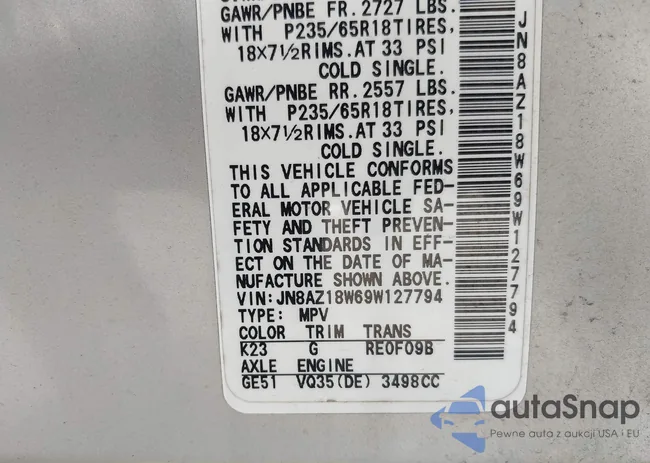 GAWR/PNBE FR. 2727 LBS.
WITH P235/65R18TIRES,
18X7½RIMS.AT 33 PSI
COLD SINGLE.
GAWR/PNBE RR. 2557 LBS.
WITH P235/65R18TIRES,
18X7½RIMS.AT 33 PSI
COLD SINGLE.
THIS VEHICLE CONFORMS
TO ALL APPLICABLE FED-
ERAL MOTOR VEHICLE SA-
FETY AND THEFT PREVEN-
TION STANDARDS IN EFF-
ECT ON THE DATE OF MA-
NUFACTURE SHOWN ABOVE.
VIN:JN8AZ18W69W127794
TYPE: MPV
COLOR TRIM TRANS
K23 G RE0F09B
AXLE ENGINE
GE51 VQ35(DE) 3498CC
JN8AZ18W69W127794
autaSnap
Pewne auta z aukcji USA i EU